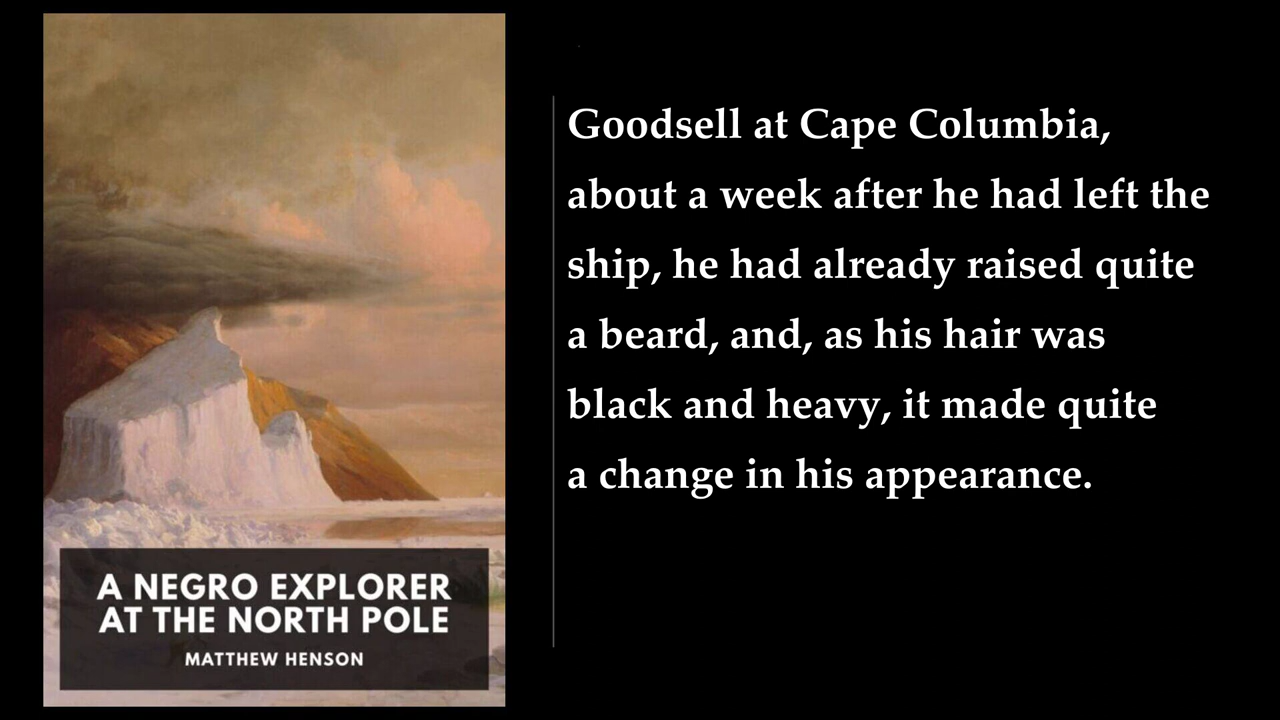 Goodsell at Cape Columbia,
about a week after he had left the
ship, he had already raised quite
a beard, and, as his hair was
black and heavy, it made quite
a change in his appearance.
A NEGRO EXPLORER
AT THE NORTH POLE
MATTHEW HENSON